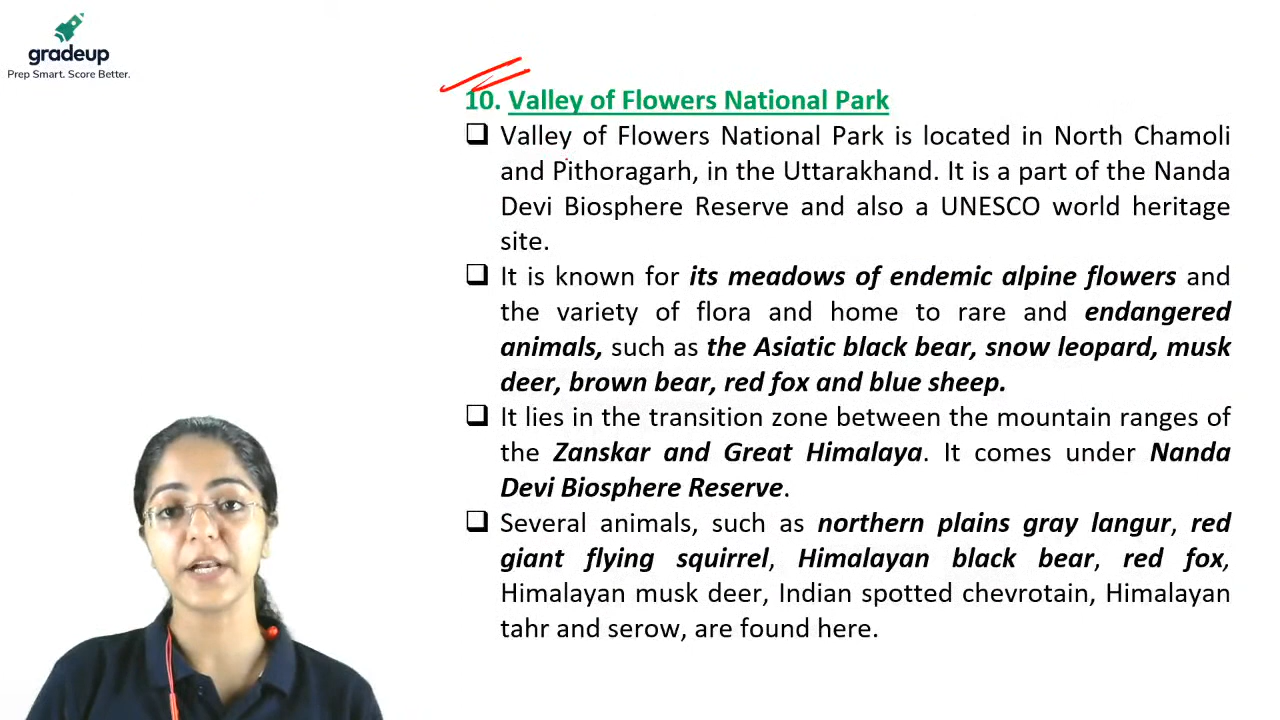 gradeup
Prep Smart. Score Better.
10. Valley of Flowers National Park
Valley of Flowers National Park is located in North Chamoli
and Pithoragarh, in the Uttarakhand. It is a part of the Nanda
Devi Biosphere Reserve and also a UNESCO world heritage
site.
It is known for its meadows of endemic alpine flowers and
the variety of flora and home to rare and endangered
animals, such as the Asiatic black bear, snow leopard, musk
deer, brown bear, red fox and blue sheep.
It lies in the transition zone between the mountain ranges of
the Zanskar and Great Himalaya. It comes under Nanda
Devi Biosphere Reserve.
Several animals, such as northern plains gray langur, red
giant flying squirrel, Himalayan black bear, red fox,
Himalayan musk deer, Indian spotted chevrotain, Himalayan
tahr and serow, are found here.